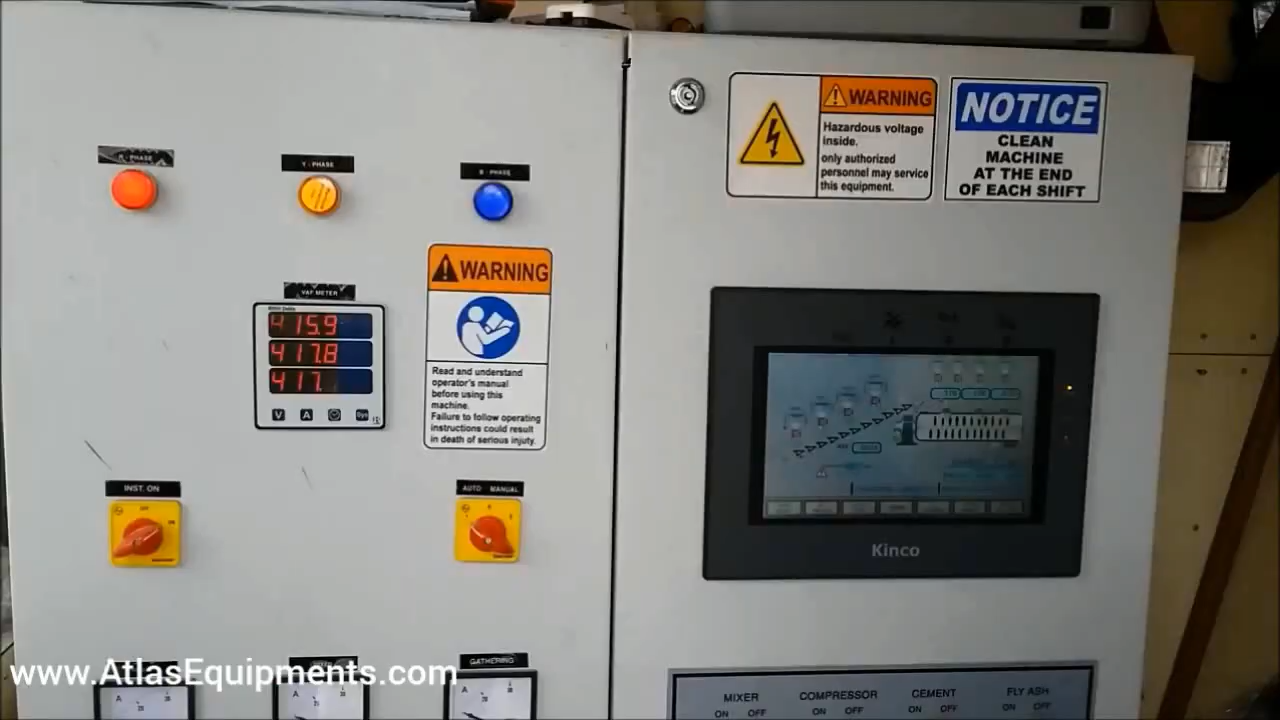 WARNING
Hazardous voltage
inside.
only authorized
personnel may service
this equipment.
NOTICE
CLEAN
MACHINE
AT THE END
OF EACH SHIFT
R - PHASE
Y - PHASE
B - PHASE
WARNING
Read and understand
operator's manual
before using this
machine.
Failure to follow operating
instructions could result
in death of serious injuty.
VAF METER
415.9
417.8
417.
V A
INST. ON
OFF
ON
AUTO MANUAL
Kinco
www.AtlasEquipments.com
GATHERING
A
A
A
MIXER COMPRESSOR CEMENT FLY ASH
ON OFF ON OFF ON OFF ON OFF